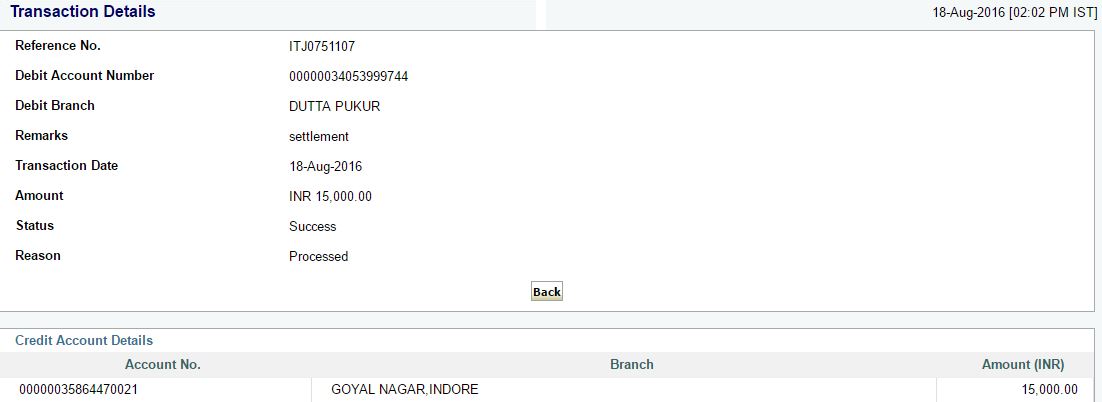 Transaction Details 18-Aug-2016 [02:02 PM IST]
Reference No. ITJ0751107
Debit Account Number 00000034053999744
Debit Branch DUTTA PUKUR
Remarks settlement
Transaction Date 18-Aug-2016
Amount INR 15,000.00
Status Success
Reason Processed
Back
Credit Account Details
Account No. Branch Amount (INR)
00000035864470021 GOYAL NAGAR,INDORE 15,000.00